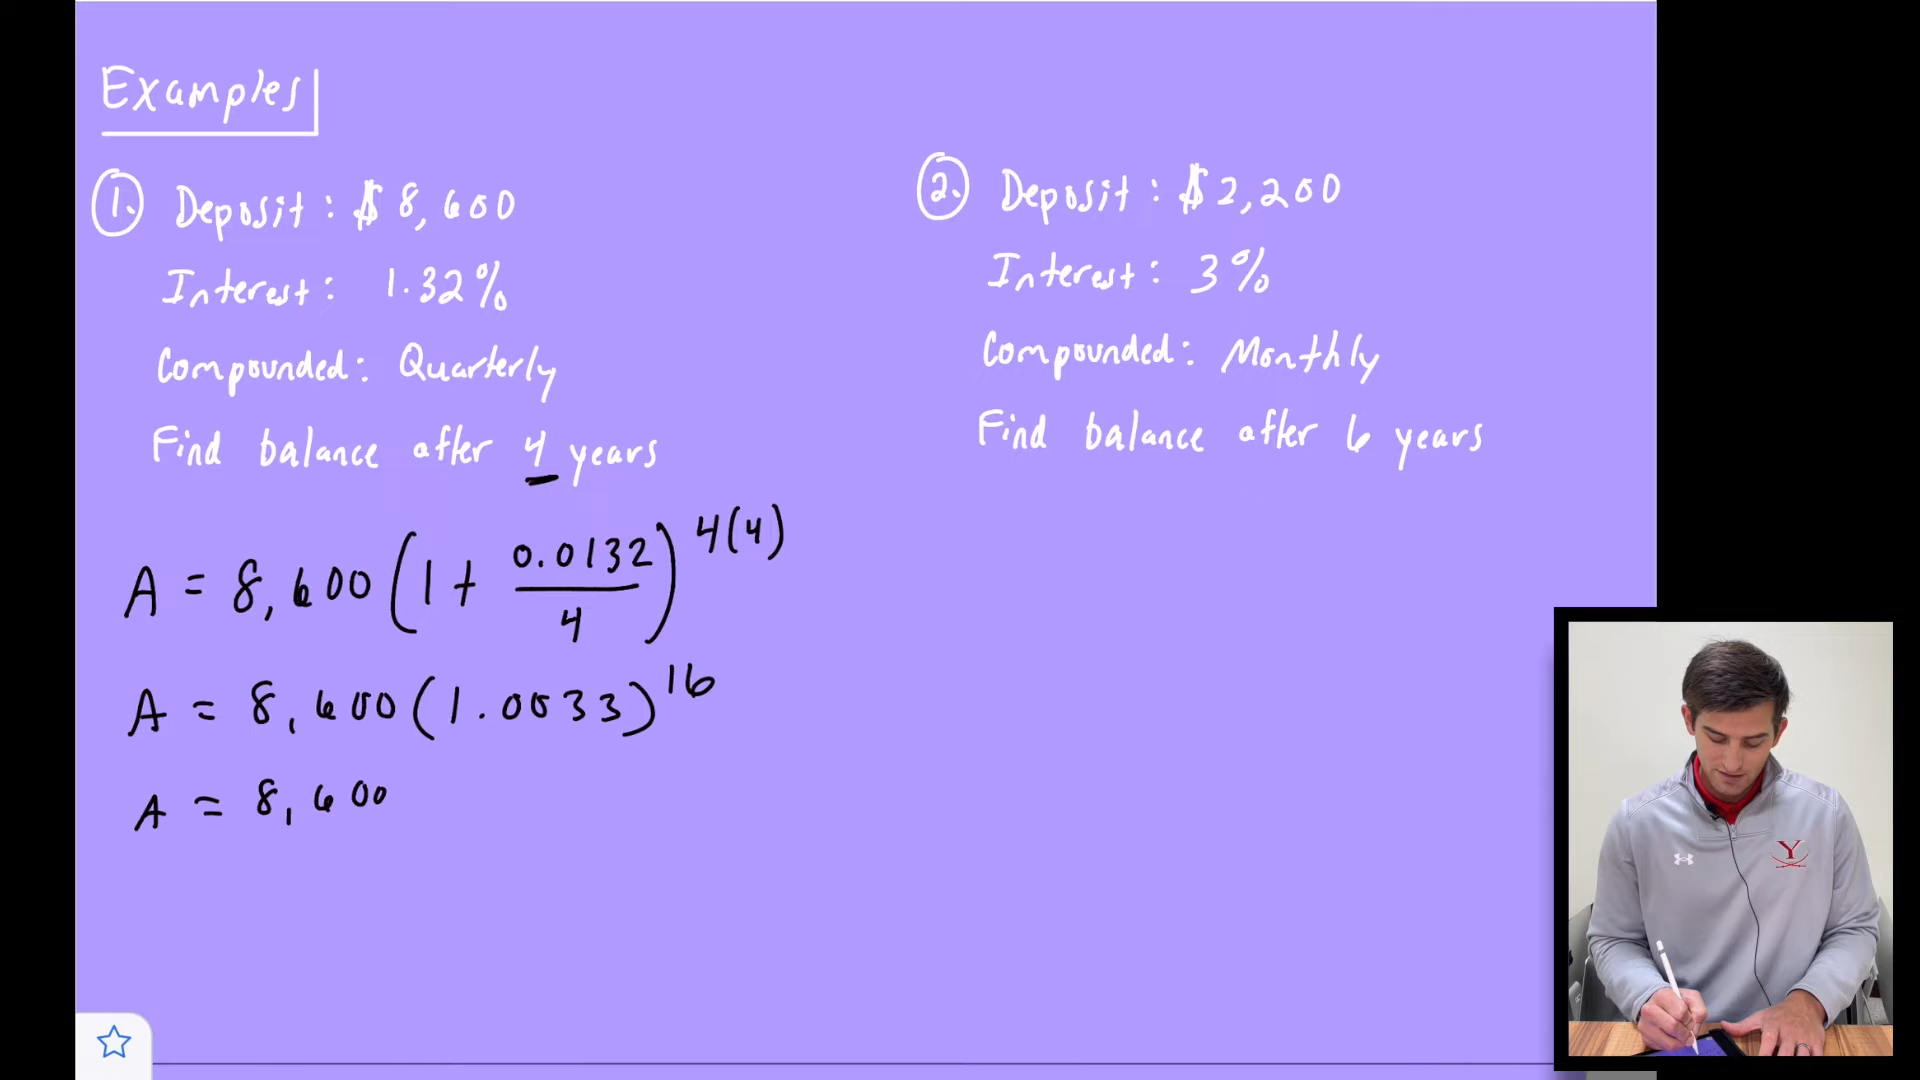 Examples
1. Deposit: $8,600
Interest: 1.32%
Compounded: Quarterly
Find balance after 4 years
A = 8,600 (1 + 0.0132/4)^4(4)
A = 8,600 (1.0033)^16
A = 8,600
2. Deposit: $2,200
Interest: 3%
Compounded: Monthly
Find balance after 6 years
Y